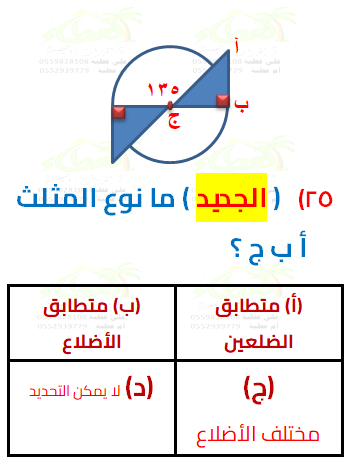 أ
١٣٥
ب
ج
٢٥) ( الجديد ) ما نوع المثلث
أ ب ج ؟
(أ) متطابق الضلعين
(ب) متطابق الأضلاع
(ج) مختلف الأضلاع
(د) لا يمكن التحديد